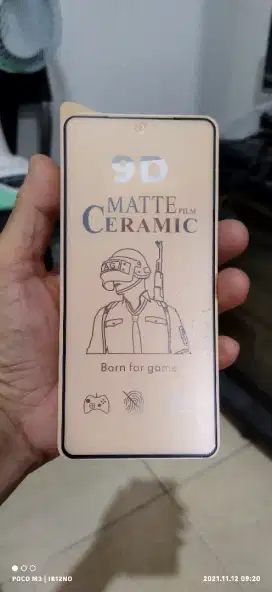 9D
MATTE FILM
CERAMIC
Born for game
POCO M3 | IR12NO
2021.11.12 09:20